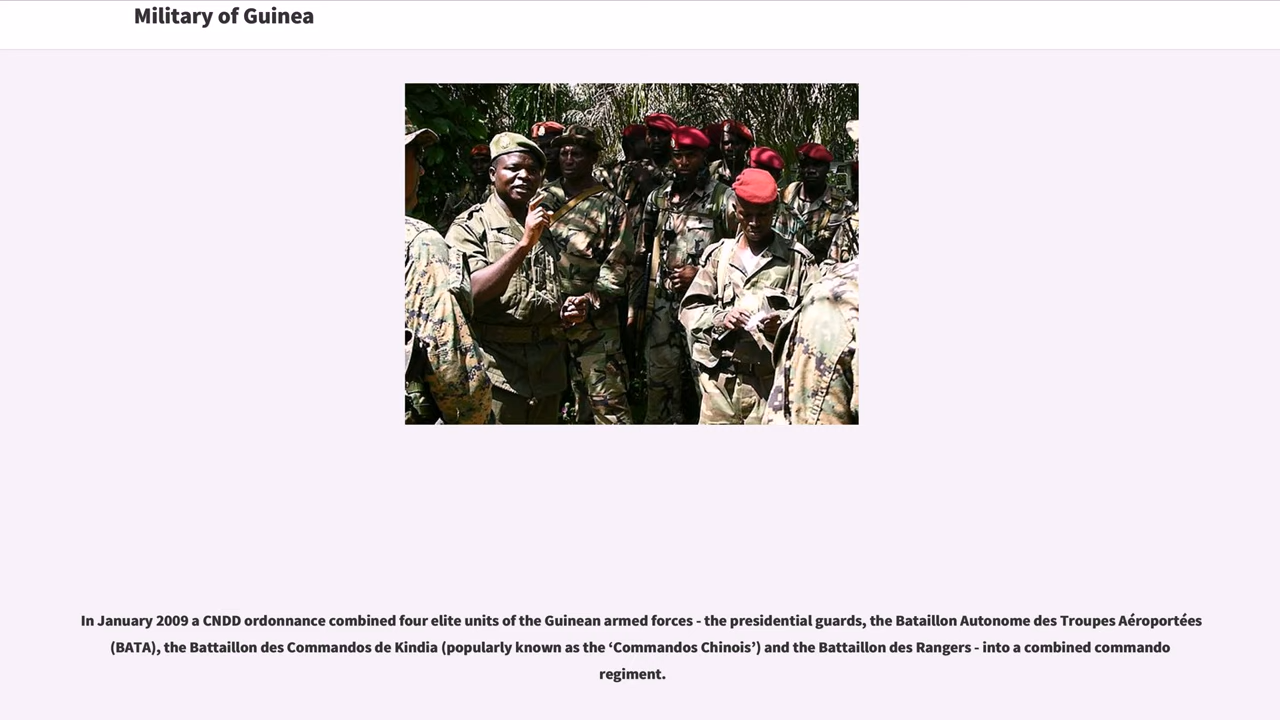 Military of Guinea
In January 2009 a CNDD ordonnance combined four elite units of the Guinean armed forces - the presidential guards, the Bataillon Autonome des Troupes Aéroportées
(BATA), the Battaillon des Commandos de Kindia (popularly known as the ‘Commandos Chinois’) and the Battaillon des Rangers - into a combined commando
regiment.